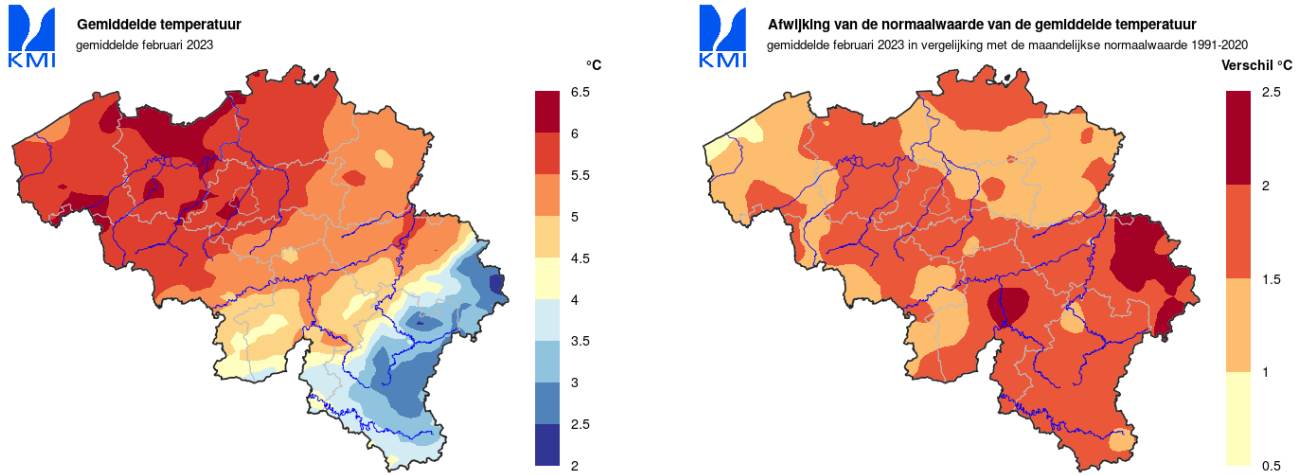 KMI
Gemiddelde temperatuur
gemiddelde februari 2023
°C
6.5
6
5.5
5
4.5
4
3.5
3
2.5
2
KMI
Afwijking van de normaalwaarde van de gemiddelde temperatuur
gemiddelde februari 2023 in vergelijking met de maandelijkse normaalwaarde 1991-2020
Verschil °C
2.5
2
1.5
1
0.5